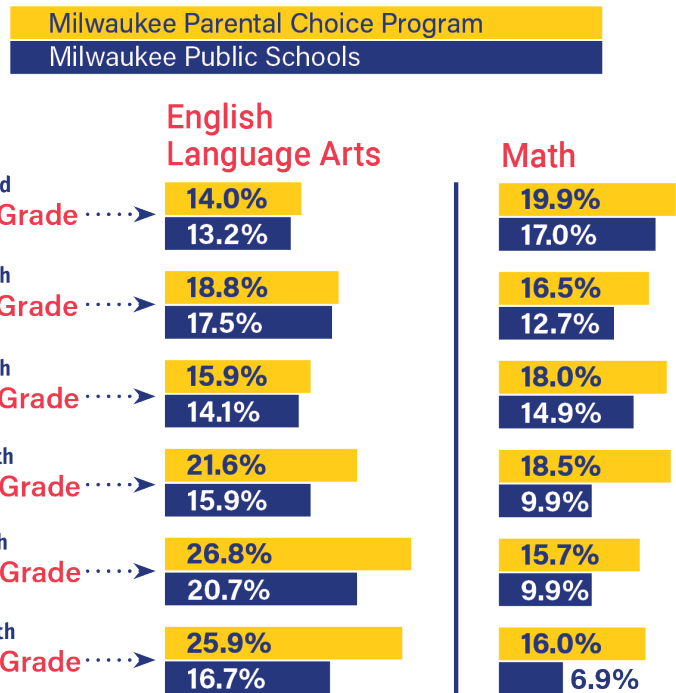 Milwaukee Parental Choice Program
Milwaukee Public Schools
English
Language Arts
Math
d
Grade
14.0%
13.2%
19.9%
17.0%
h
Grade
18.8%
17.5%
16.5%
12.7%
h
Grade
15.9%
14.1%
18.0%
14.9%
th
Grade
21.6%
15.9%
18.5%
9.9%
h
Grade
26.8%
20.7%
15.7%
9.9%
th
Grade
25.9%
16.7%
16.0%
6.9%